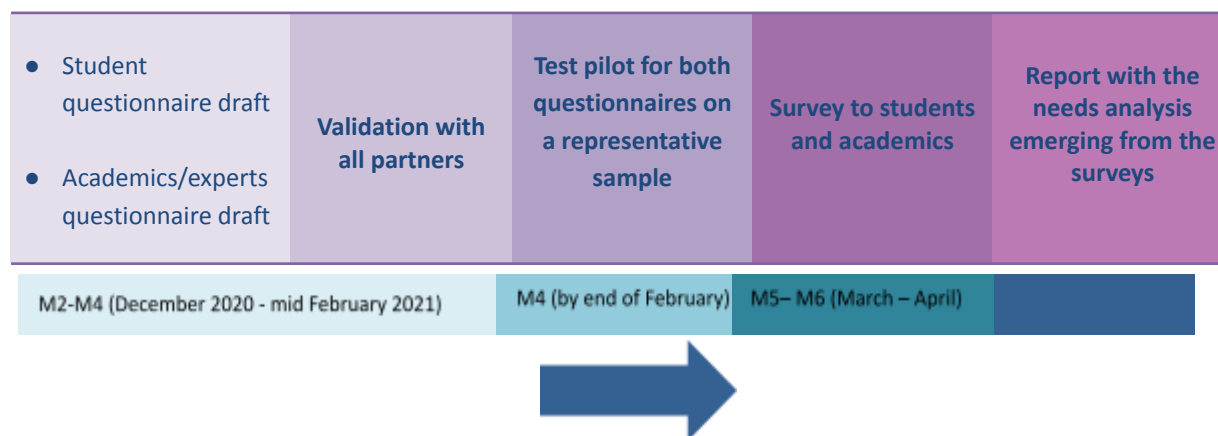 ● Student
questionnaire draft
● Academics/experts
questionnaire draft
Validation with
all partners
Test pilot for both
questionnaires on
a representative
sample
Survey to students
and academics
Report with the
needs analysis
emerging from the
surveys
M2-M4 (December 2020 - mid February 2021)
M4 (by end of February)
M5– M6 (March – April)